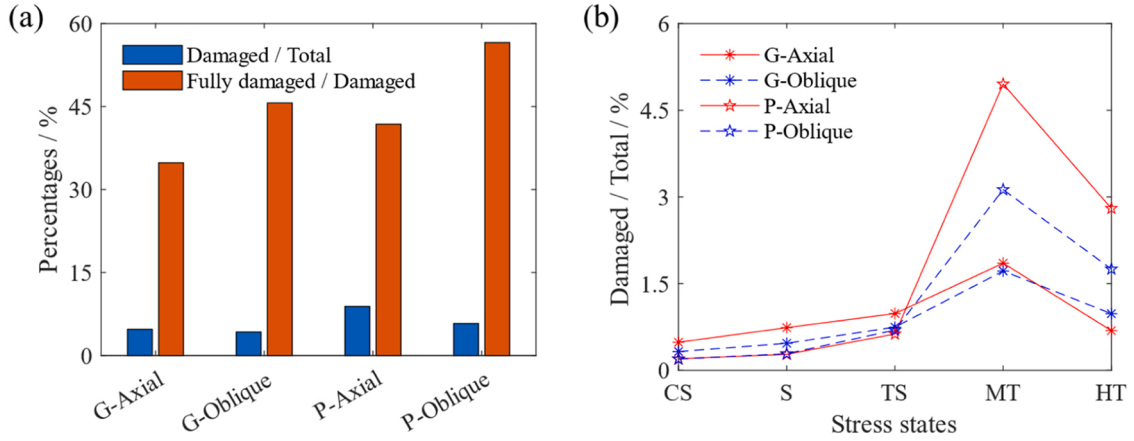 (a)
60
45
30
15
0
Percentages / %
Damaged / Total
Fully damaged / Damaged
G-Axial
G-Oblique
P-Axial
P-Oblique
(b)
6
4.5
3
1.5
0
Damaged / Total / %
G-Axial
G-Oblique
P-Axial
P-Oblique
CS S TS MT HT
Stress states